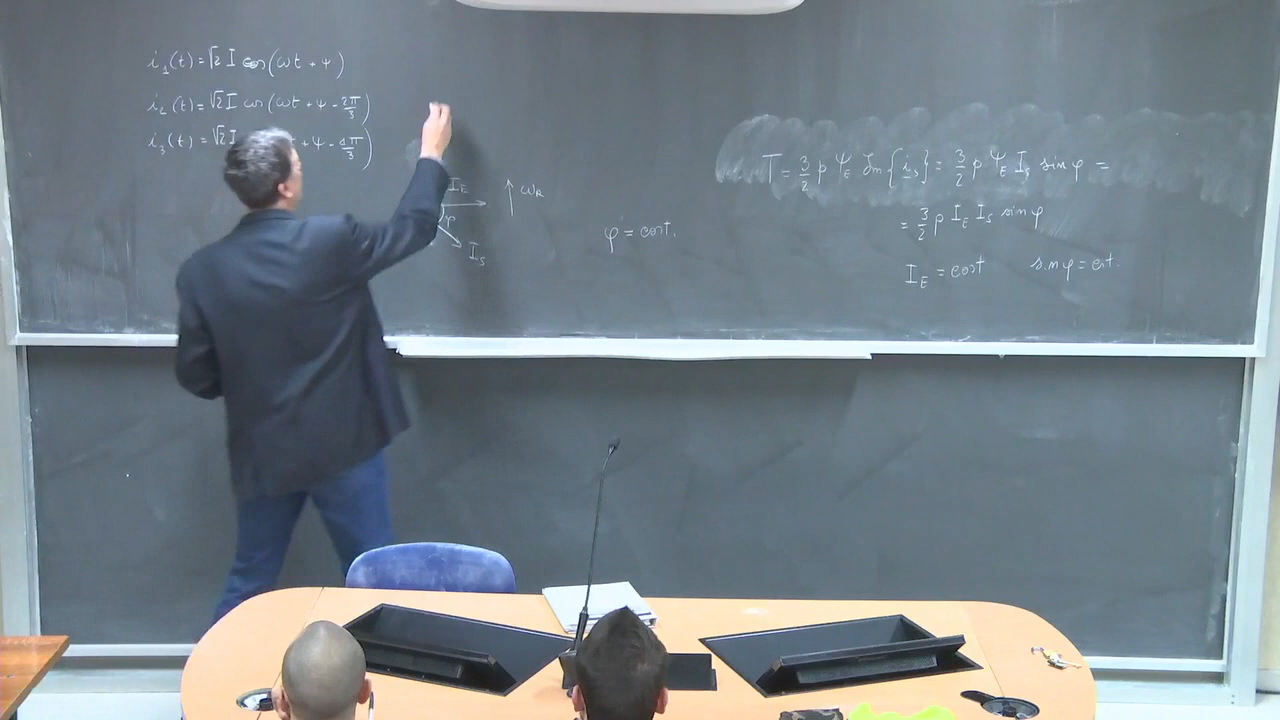 i₁(t) = √2 I cos(ωt + ψ)
i₂(t) = √2 I cos(ωt + ψ - 2π/3)
i₃(t) = √2 I + ψ - 4π/3)
I_E
ω_R
φ
I_S
φ = cost.
T = 3/2 p Ψ_E Im{i_s} = 3/2 p Ψ_E I_s sin φ =
= 3/2 p I_E I_S sin φ
I_E = cost sin φ = cost.